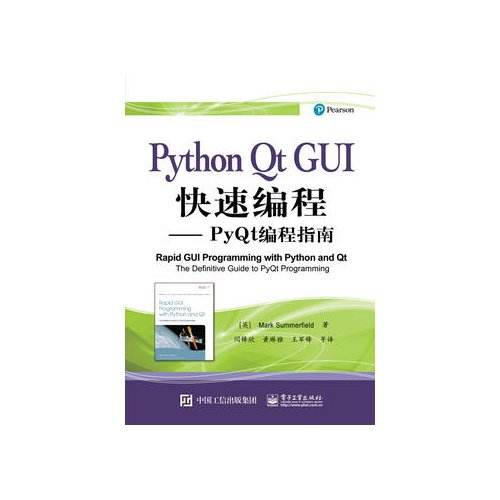 Pearson
Python Qt GUI
快速编程
——PyQt编程指南
Rapid GUI Programming with Python and Qt
The Definitive Guide to PyQt Programming
Rapid GUI
Programming
with Python and Qt
[英] Mark Summerfield 著
闫锋欣 黄琳雅 王军锋 等译
中国工信出版集团
电子工业出版社